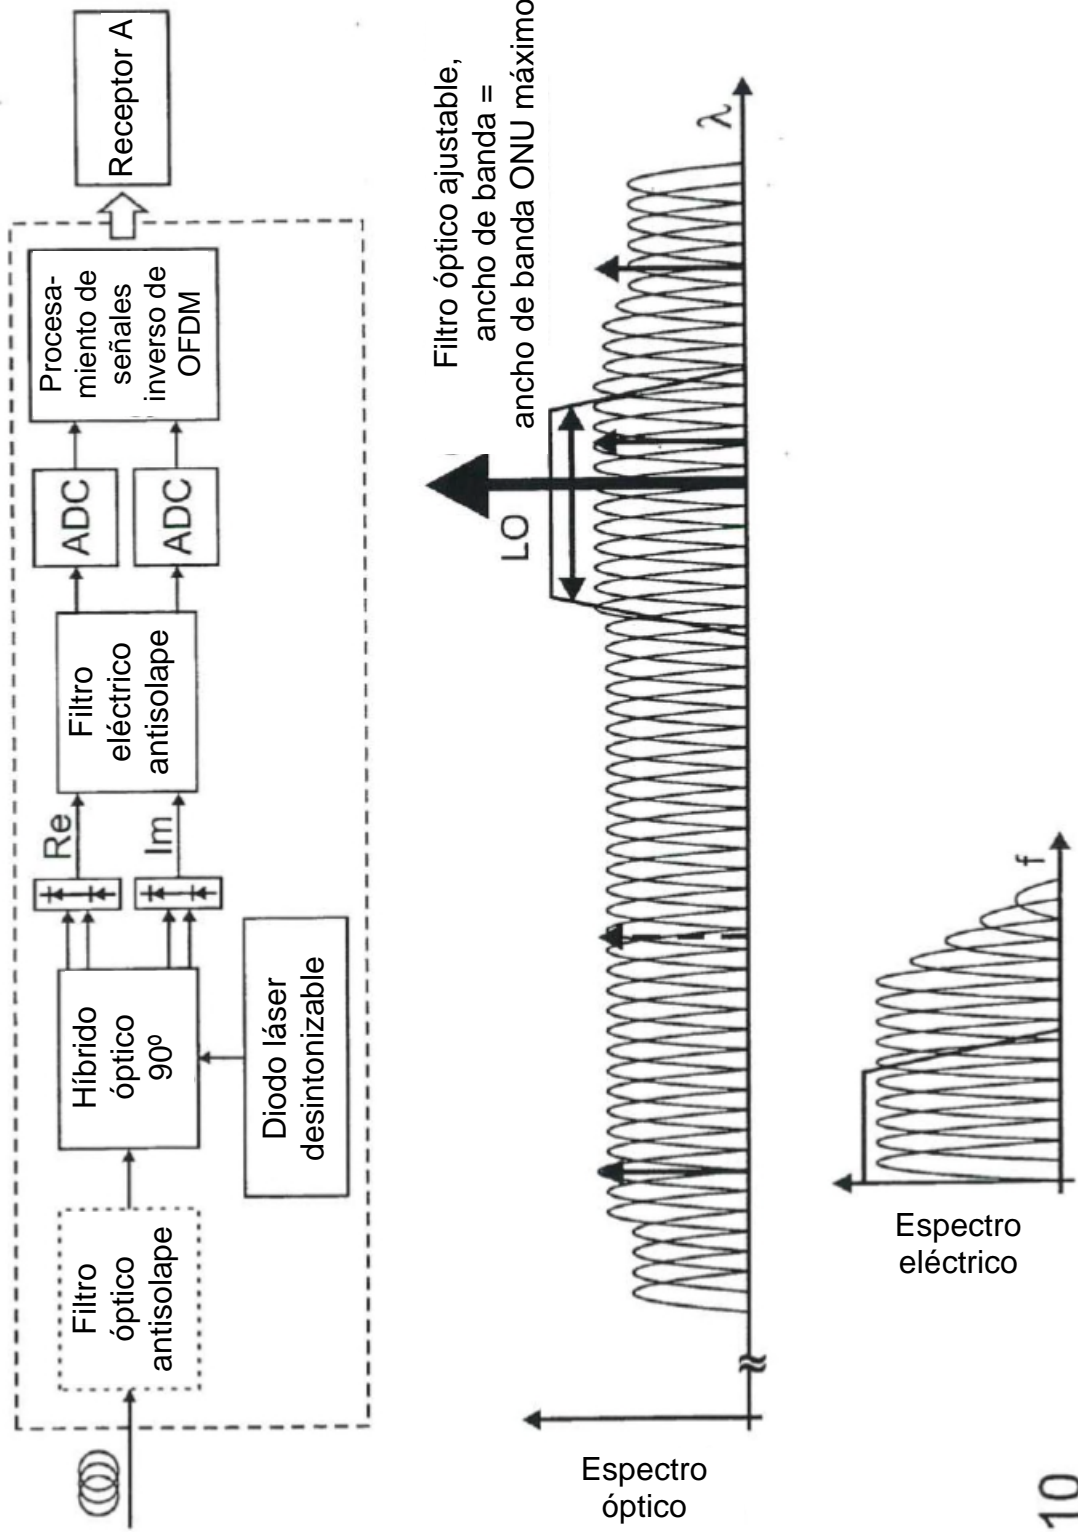 Filtro
óptico
antisolape
Híbrido
óptico
90º
Diodo láser
desintonizable
Re
Im
Filtro
eléctrico
antisolape
ADC
ADC
Procesa-
miento de
señales
inverso de
OFDM
Receptor A
Filtro óptico ajustable,
ancho de banda =
ancho de banda ONU máximo
LO
λ
Espectro
óptico
f
Espectro
eléctrico
10